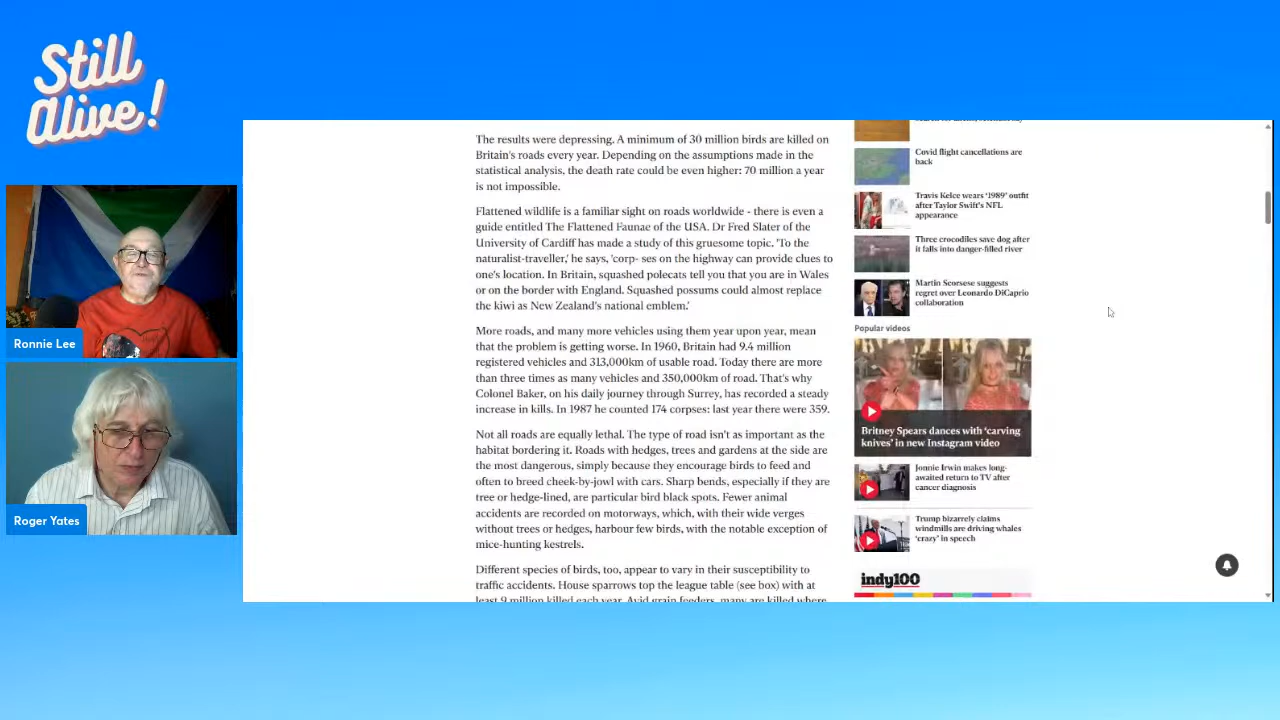 Still
alive!
Ronnie Lee
Roger Yates
The results were depressing. A minimum of 30 million birds are killed on
Britain's roads every year. Depending on the assumptions made in the
statistical analysis, the death rate could be even higher: 70 million a year
is not impossible.
Flattened wildlife is a familiar sight on roads worldwide - there is even a
guide entitled The Flattened Faunae of the USA. Dr Fred Slater of the
University of Cardiff has made a study of this gruesome topic. 'To the
naturalist-traveller,' he says, 'corp- ses on the highway can provide clues to
one's location. In Britain, squashed polecats tell you that you are in Wales
or on the border with England. Squashed possums could almost replace
the kiwi as New Zealand's national emblem.'
More roads, and many more vehicles using them year upon year, mean
that the problem is getting worse. In 1960, Britain had 9.4 million
registered vehicles and 313,000km of usable road. Today there are more
than three times as many vehicles and 350,000km of road. That's why
Colonel Baker, on his daily journey through Surrey, has recorded a steady
increase in kills. In 1987 he counted 174 corpses: last year there were 359.
Not all roads are equally lethal. The type of road isn't as important as the
habitat bordering it. Roads with hedges, trees and gardens at the side are
the most dangerous, simply because they encourage birds to feed and
often to breed cheek-by-jowl with cars. Sharp bends, especially if they are
tree or hedge-lined, are particular bird black spots. Fewer animal
accidents are recorded on motorways, which, with their wide verges
without trees or hedges, harbour few birds, with the notable exception of
mice-hunting kestrels.
Different species of birds, too, appear to vary in their susceptibility to
traffic accidents. House sparrows top the league table (see box) with at
least 9 million killed each year. Avid grain feeders, many are killed where
Covid flight cancellations are
back
Travis Kelce wears '1989' outfit
after Taylor Swift's NFL
appearance
Three crocodiles save dog after
it falls into danger-filled river
Martin Scorsese suggests
regret over Leonardo DiCaprio
collaboration
Popular videos
Britney Spears dances with 'carving
knives' in new Instagram video
Jonnie Irwin makes long-
awaited return to TV after
cancer diagnosis
Trump bizarrely claims
windmills are driving whales
'crazy' in speech
indy100